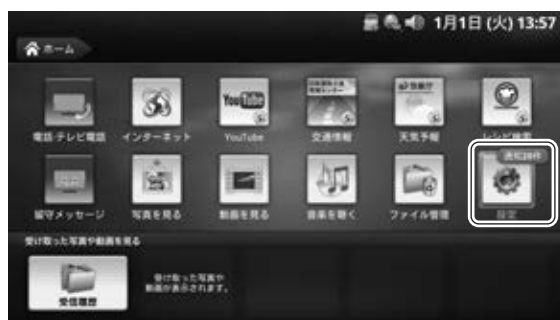 1月1日 (火) 13:57
ホーム
電話・テレビ電話 インターネット YouTube 交通情報 天気予報 レシピ検索
留守メッセージ 写真を見る 動画を見る 音楽を聴く ファイル管理 設定
受け取った写真や動画を見る
受信履歴
受け取った写真や
動画が表示されます。